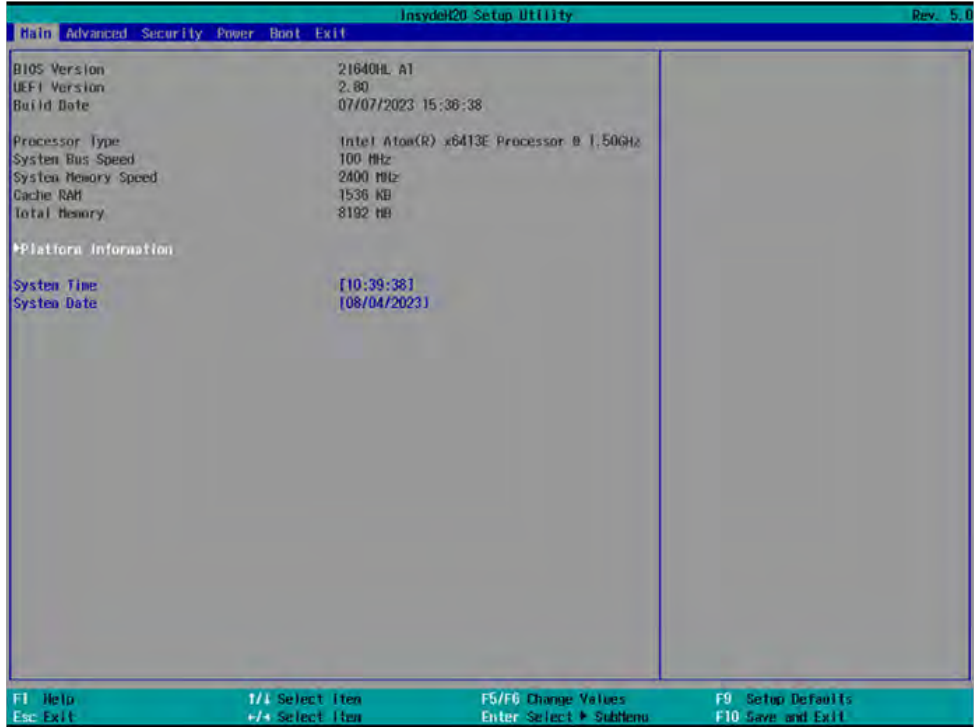 InsydeH20 Setup Utility Rev. 5.0
Main Advanced Security Power Boot Exit
BIOS Version 21640HL A1
UEFI Version 2.80
Build Date 07/07/2023 15:36:38
Processor Type Intel Atom(R) x6413E Processor @ 1.50GHz
System Bus Speed 100 MHz
System Memory Speed 2400 MHz
Cache RAM 1536 KB
Total Memory 8192 MB
▶Platform Information
System Time [10:39:38]
System Date [08/04/2023]
F1 Help ↑/↓ Select Item F5/F6 Change Values F9 Setup Defaults
Esc Exit ←/→ Select Item Enter Select ▶ SubMenu F10 Save and Exit